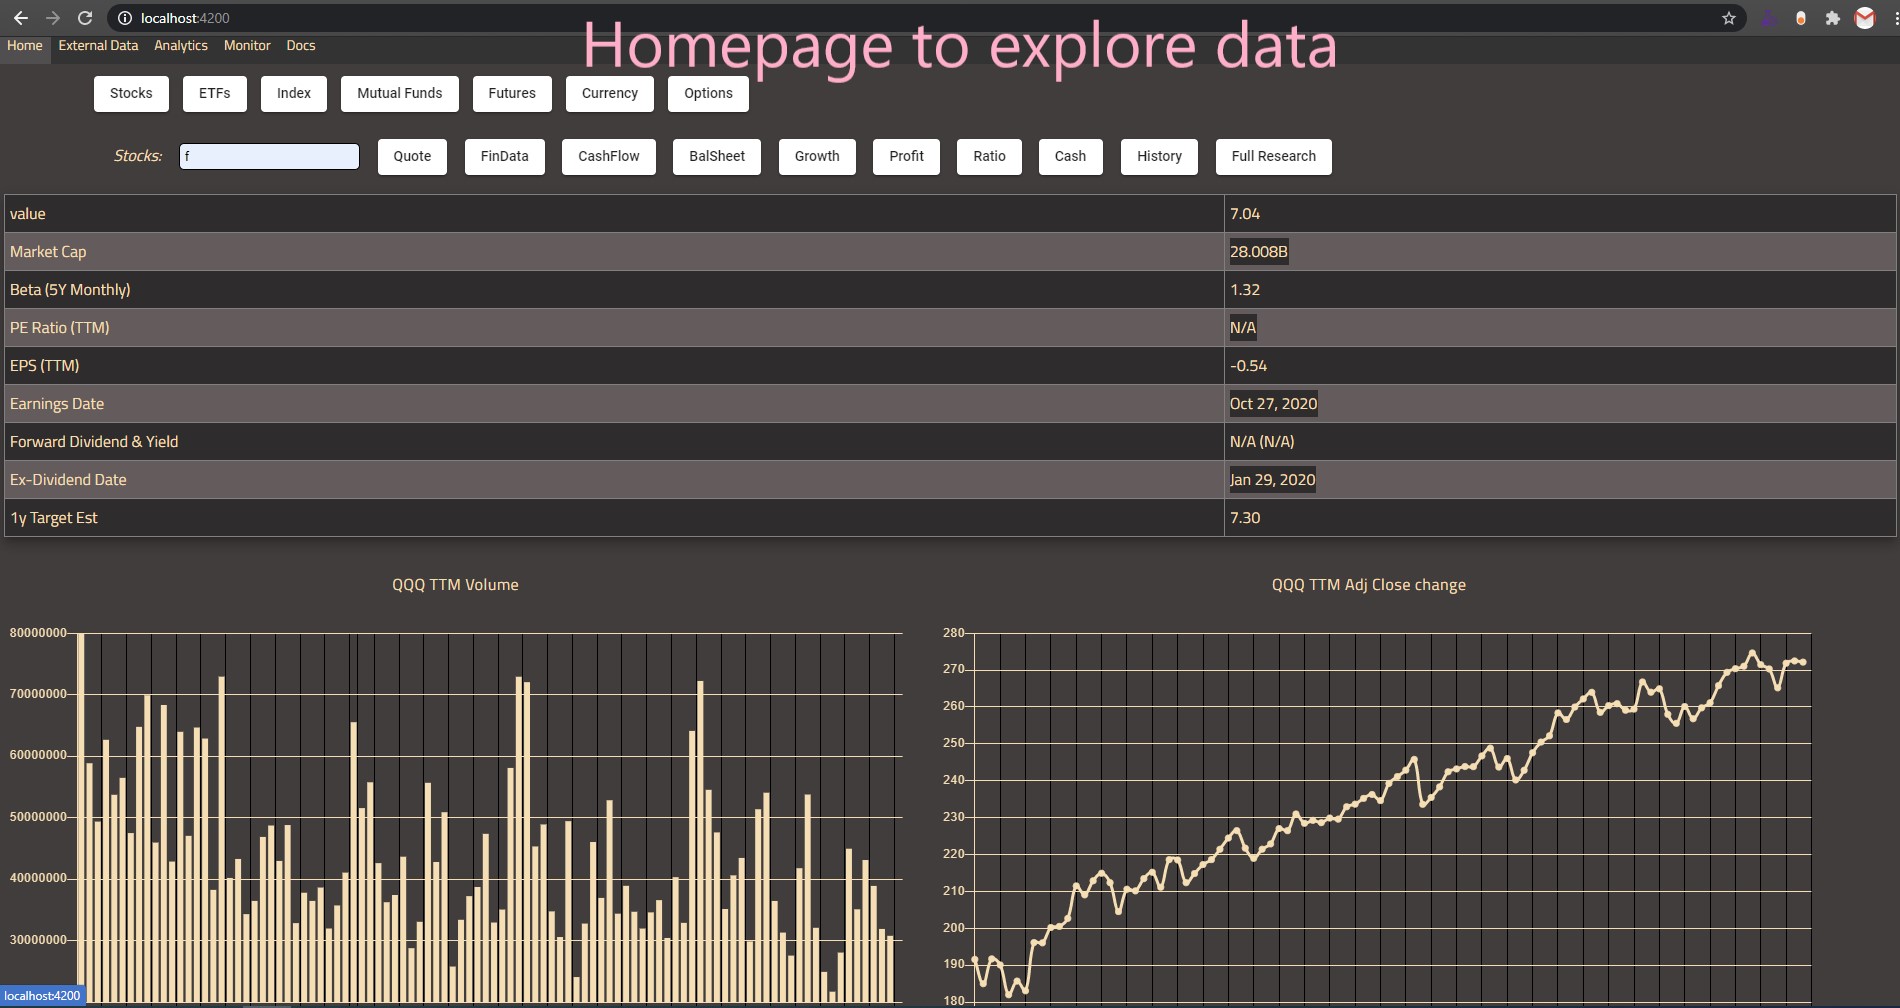 localhost:4200
Home External Data Analytics Monitor Docs
Homepage to explore data
Stocks ETFs Index Mutual Funds Futures Currency Options
Stocks: f Quote FinData CashFlow BalSheet Growth Profit Ratio Cash History Full Research
value 7.04
Market Cap 28.008B
Beta (5Y Monthly) 1.32
PE Ratio (TTM) N/A
EPS (TTM) -0.54
Earnings Date Oct 27, 2020
Forward Dividend & Yield N/A (N/A)
Ex-Dividend Date Jan 29, 2020
1y Target Est 7.30
QQQ TTM Volume
80000000
70000000
60000000
50000000
40000000
30000000
QQQ TTM Adj Close change
280
270
260
250
240
230
220
210
200
190
180
localhost:4200